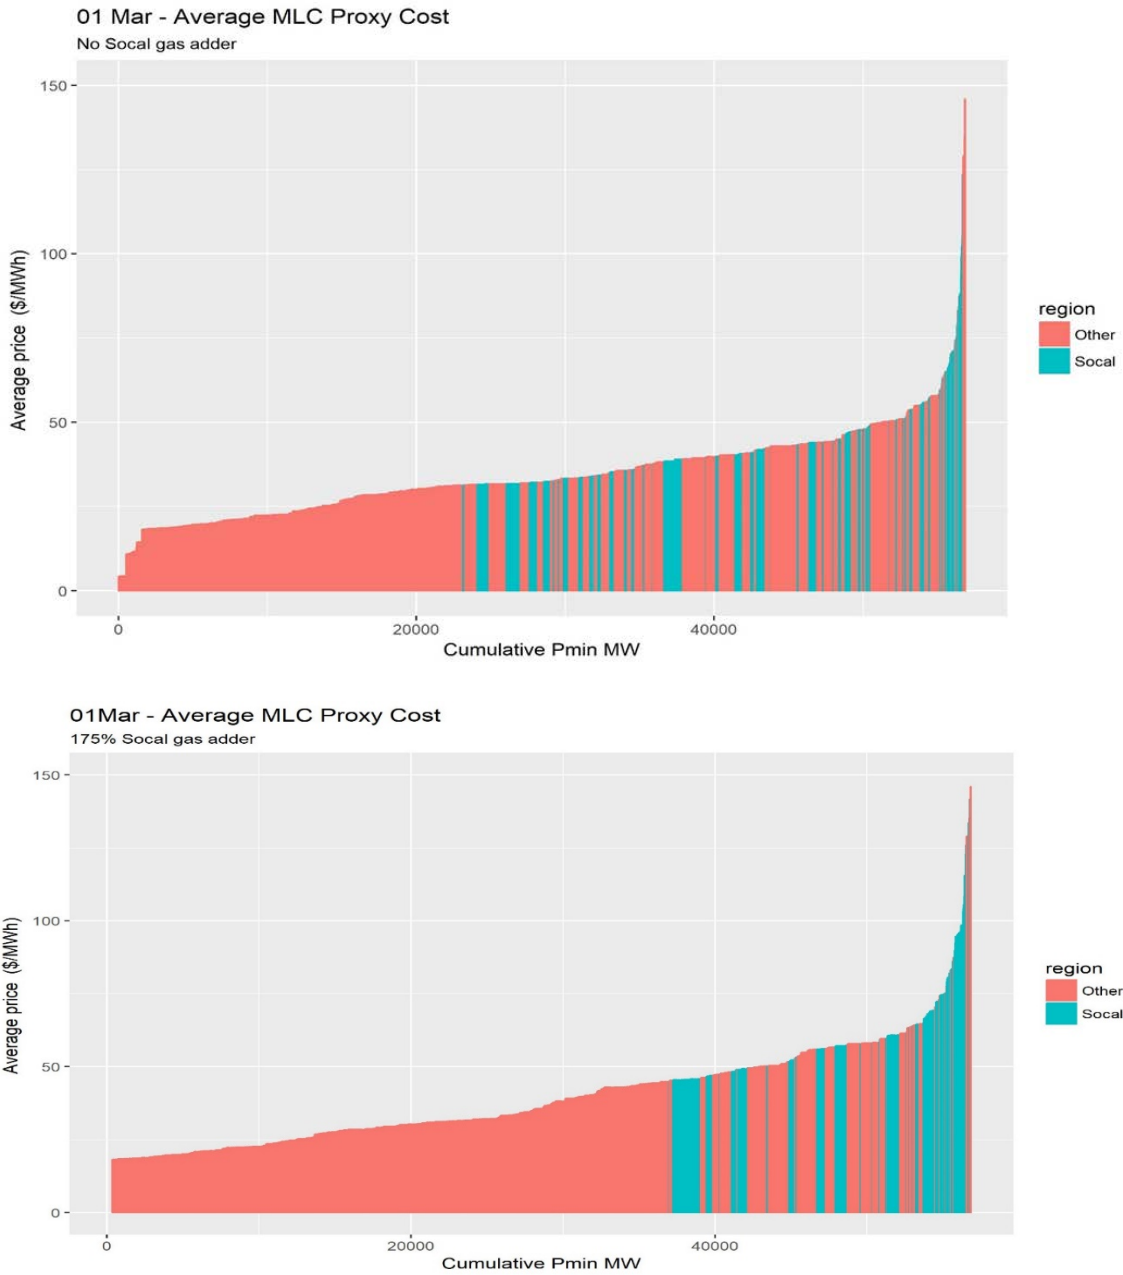 01 Mar - Average MLC Proxy Cost
No Socal gas adder
150
100
50
0
Average price ($/MWh)
0 20000 40000
Cumulative Pmin MW
region
Other
Socal
01Mar - Average MLC Proxy Cost
175% Socal gas adder
150
100
50
0
Average price ($/MWh)
0 20000 40000
Cumulative Pmin MW
region
Other
Socal